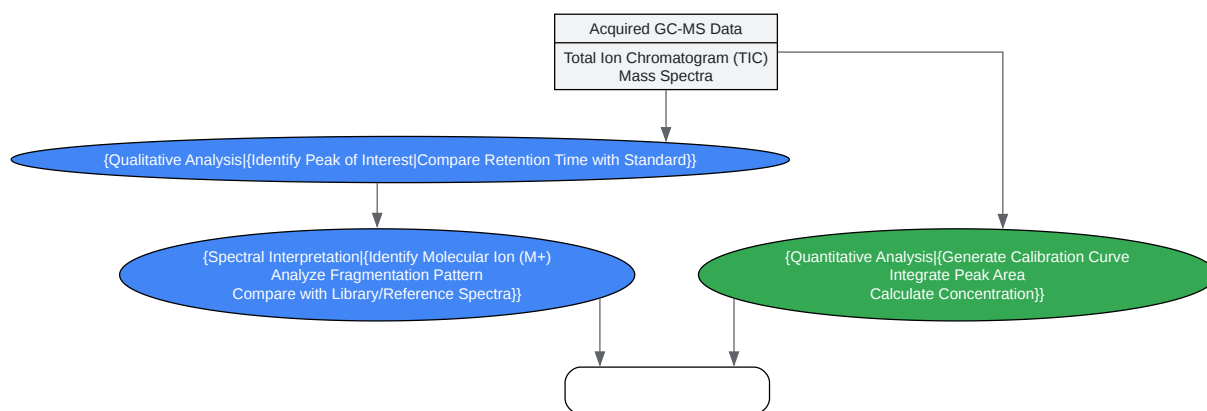 Acquired GC-MS Data
Total Ion Chromatogram (TIC)
Mass Spectra
{Qualitative Analysis|{Identify Peak of Interest|Compare Retention Time with Standard}}
{Spectral Interpretation|{Identify Molecular Ion (M+)
Analyze Fragmentation Pattern
Compare with Library/Reference Spectra}}
{Quantitative Analysis|{Generate Calibration Curve
Integrate Peak Area
Calculate Concentration}}